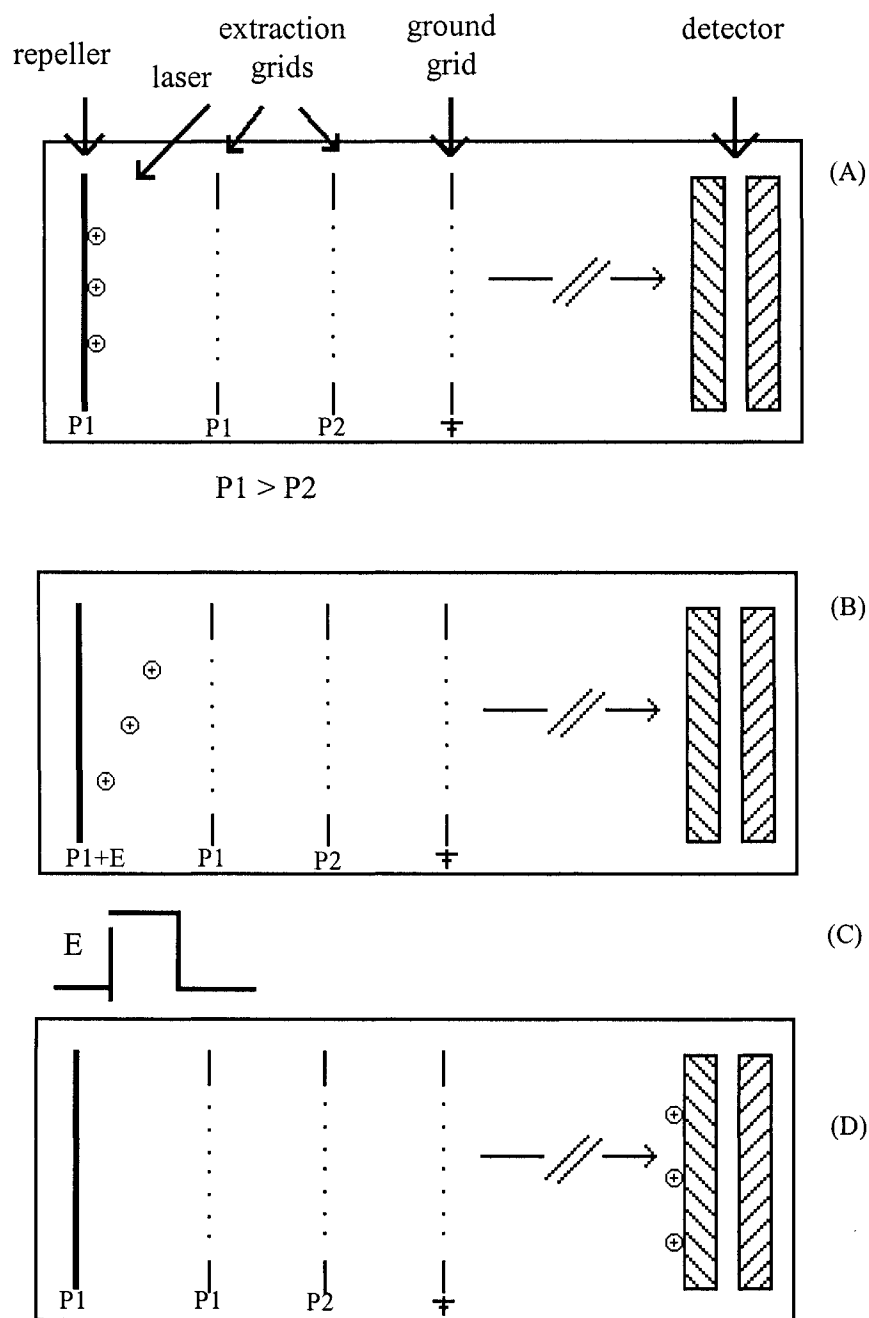 repeller
laser
extraction
grids
ground
grid
detector
(A)
P1 P1 P2
P1 > P2
(B)
P1+E P1 P2
E
(C)
(D)
P1 P1 P2